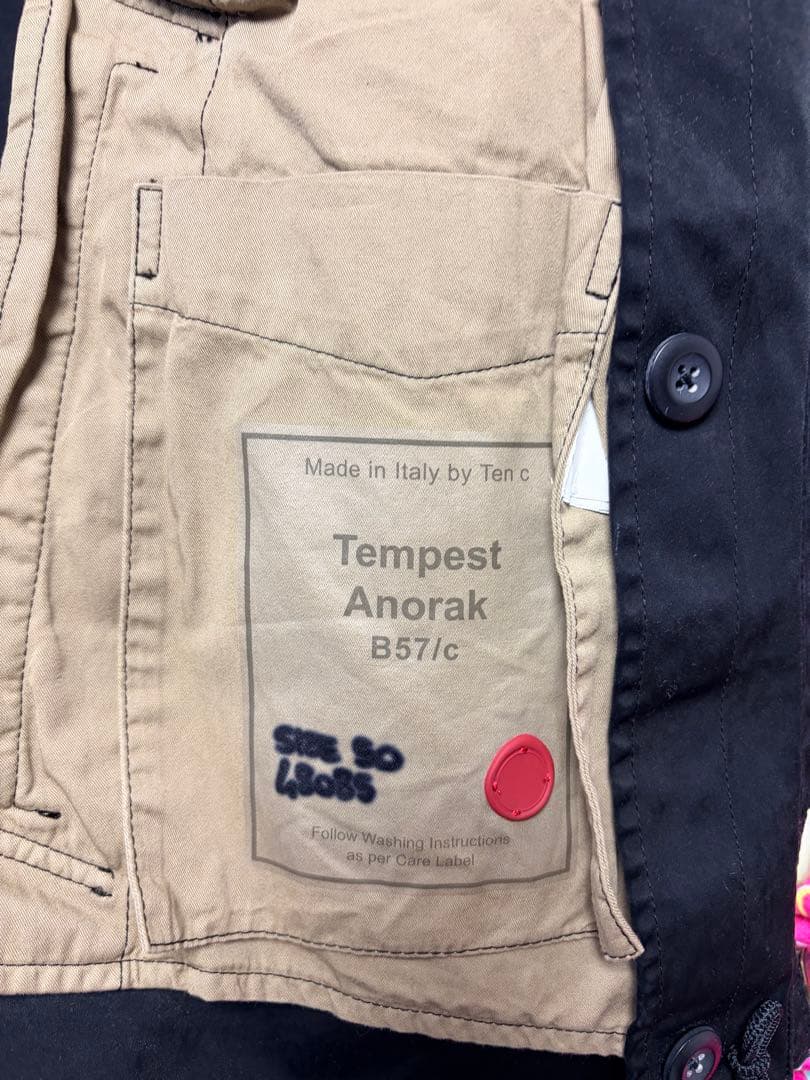 Made in Italy by Ten c
Tempest
Anorak
B57/c
SIZE 50
48085
Follow Washing Instructions
as per Care Label